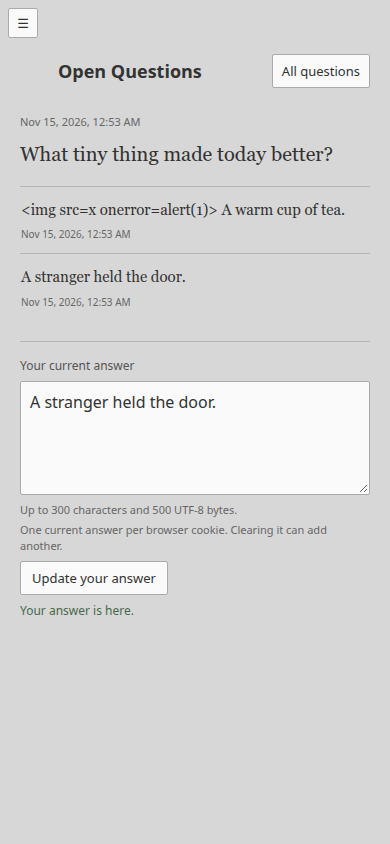 ☰
Open Questions
All questions
Nov 15, 2026, 12:53 AM
What tiny thing made today better?
<img src=x onerror=alert(1)> A warm cup of tea.
Nov 15, 2026, 12:53 AM
A stranger held the door.
Nov 15, 2026, 12:53 AM
Your current answer
A stranger held the door.
Up to 300 characters and 500 UTF-8 bytes.
One current answer per browser cookie. Clearing it can add
another.
Update your answer
Your answer is here.